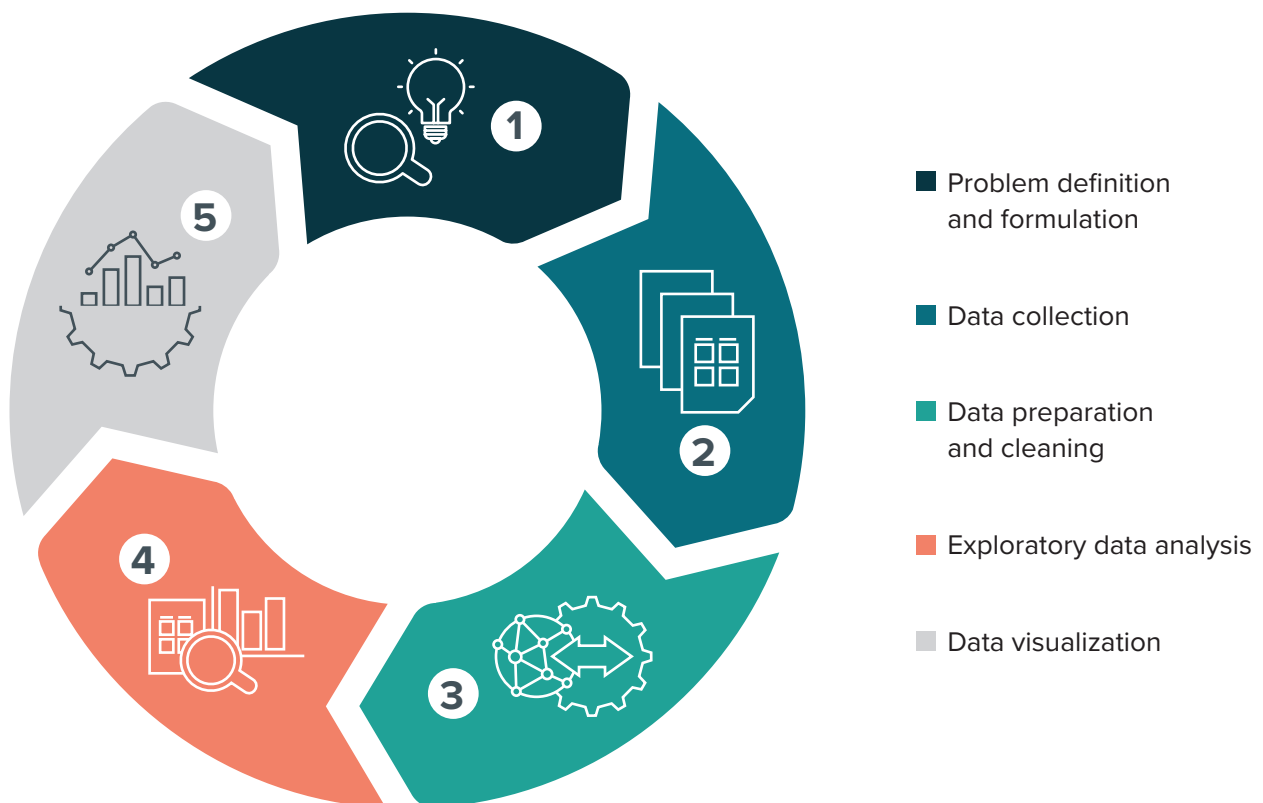 1
2
3
4
5
Problem definition
and formulation
Data collection
Data preparation
and cleaning
Exploratory data analysis
Data visualization